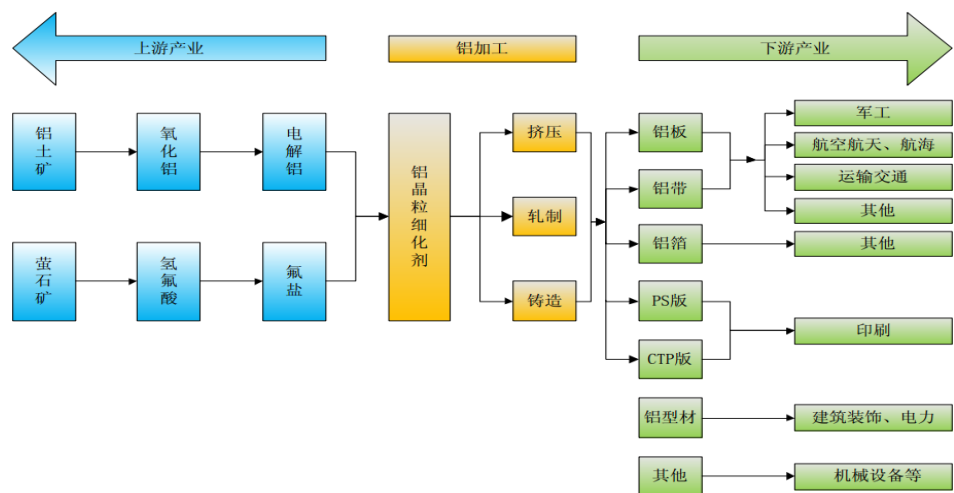 上游产业
铝加工
下游产业
铝土矿
氧化铝
电解铝
萤石矿
氢氟酸
氟盐
铝晶粒细化剂
挤压
轧制
铸造
铝板
铝带
铝箔
PS版
CTP版
铝型材
其他
军工
航空航天、航海
运输交通
其他
其他
印刷
建筑装饰、电力
机械设备等